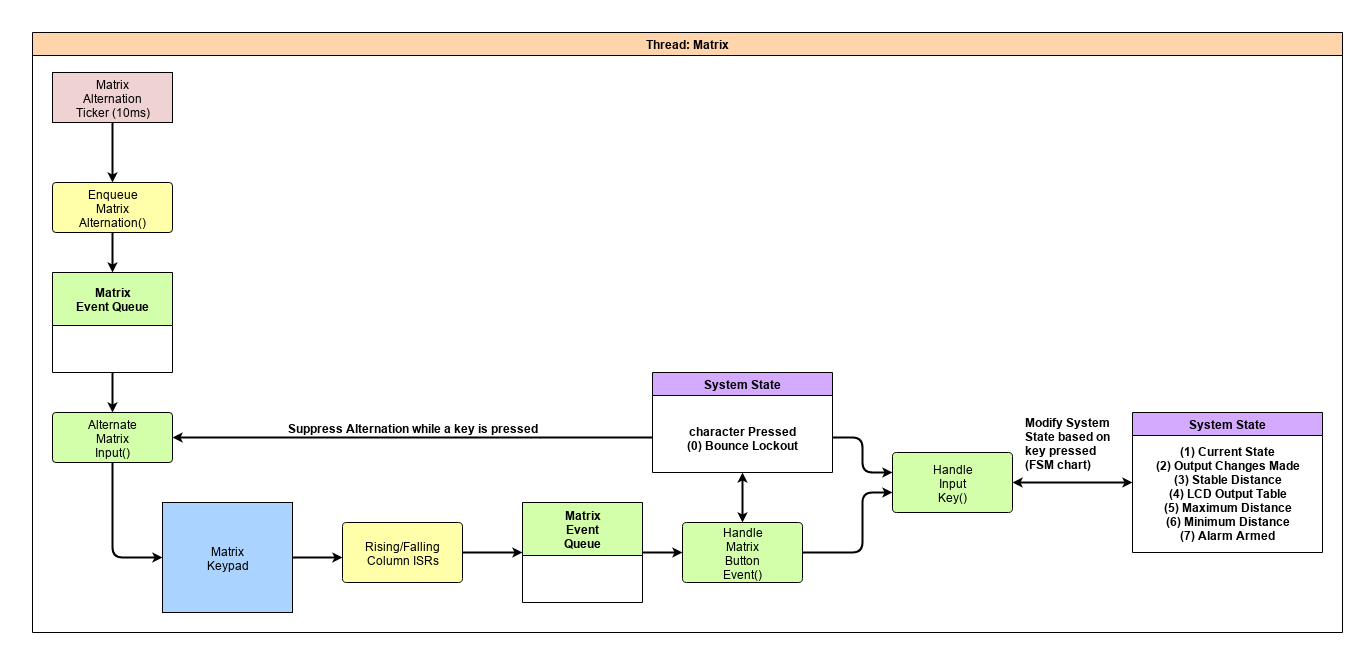 Thread: Matrix
Matrix
Alternation
Ticker (10ms)
Enqueue
Matrix
Alternation()
Matrix
Event Queue
Alternate
Matrix
Input()
Suppress Alternation while a key is pressed
System State
character Pressed
(0) Bounce Lockout
Matrix
Keypad
Rising/Falling
Column ISRs
Matrix
Event
Queue
Handle
Matrix
Button
Event()
Handle
Input
Key()
Modify System
State based on
key pressed
(FSM chart)
System State
(1) Current State
(2) Output Changes Made
(3) Stable Distance
(4) LCD Output Table
(5) Maximum Distance
(6) Minimum Distance
(7) Alarm Armed